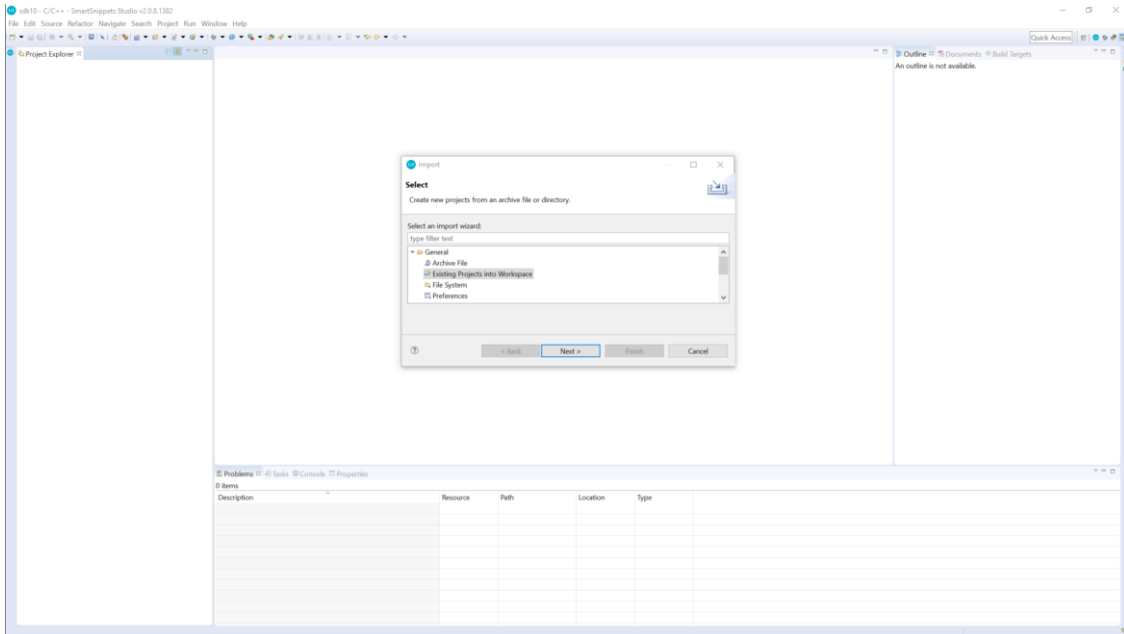 sdk10 - C/C++ - SmartSnippets Studio v2.0.8.1382
File Edit Source Refactor Navigate Search Project Run Window Help
Quick Access
Project Explorer
Outline Documents Build Targets
An outline is not available.
Import
Select
Create new projects from an archive file or directory.
Select an import wizard:
type filter text
General
Archive File
Existing Projects into Workspace
File System
Preferences
< Back Next > Finish Cancel
Problems Tasks Console Properties
0 items
Description Resource Path Location Type